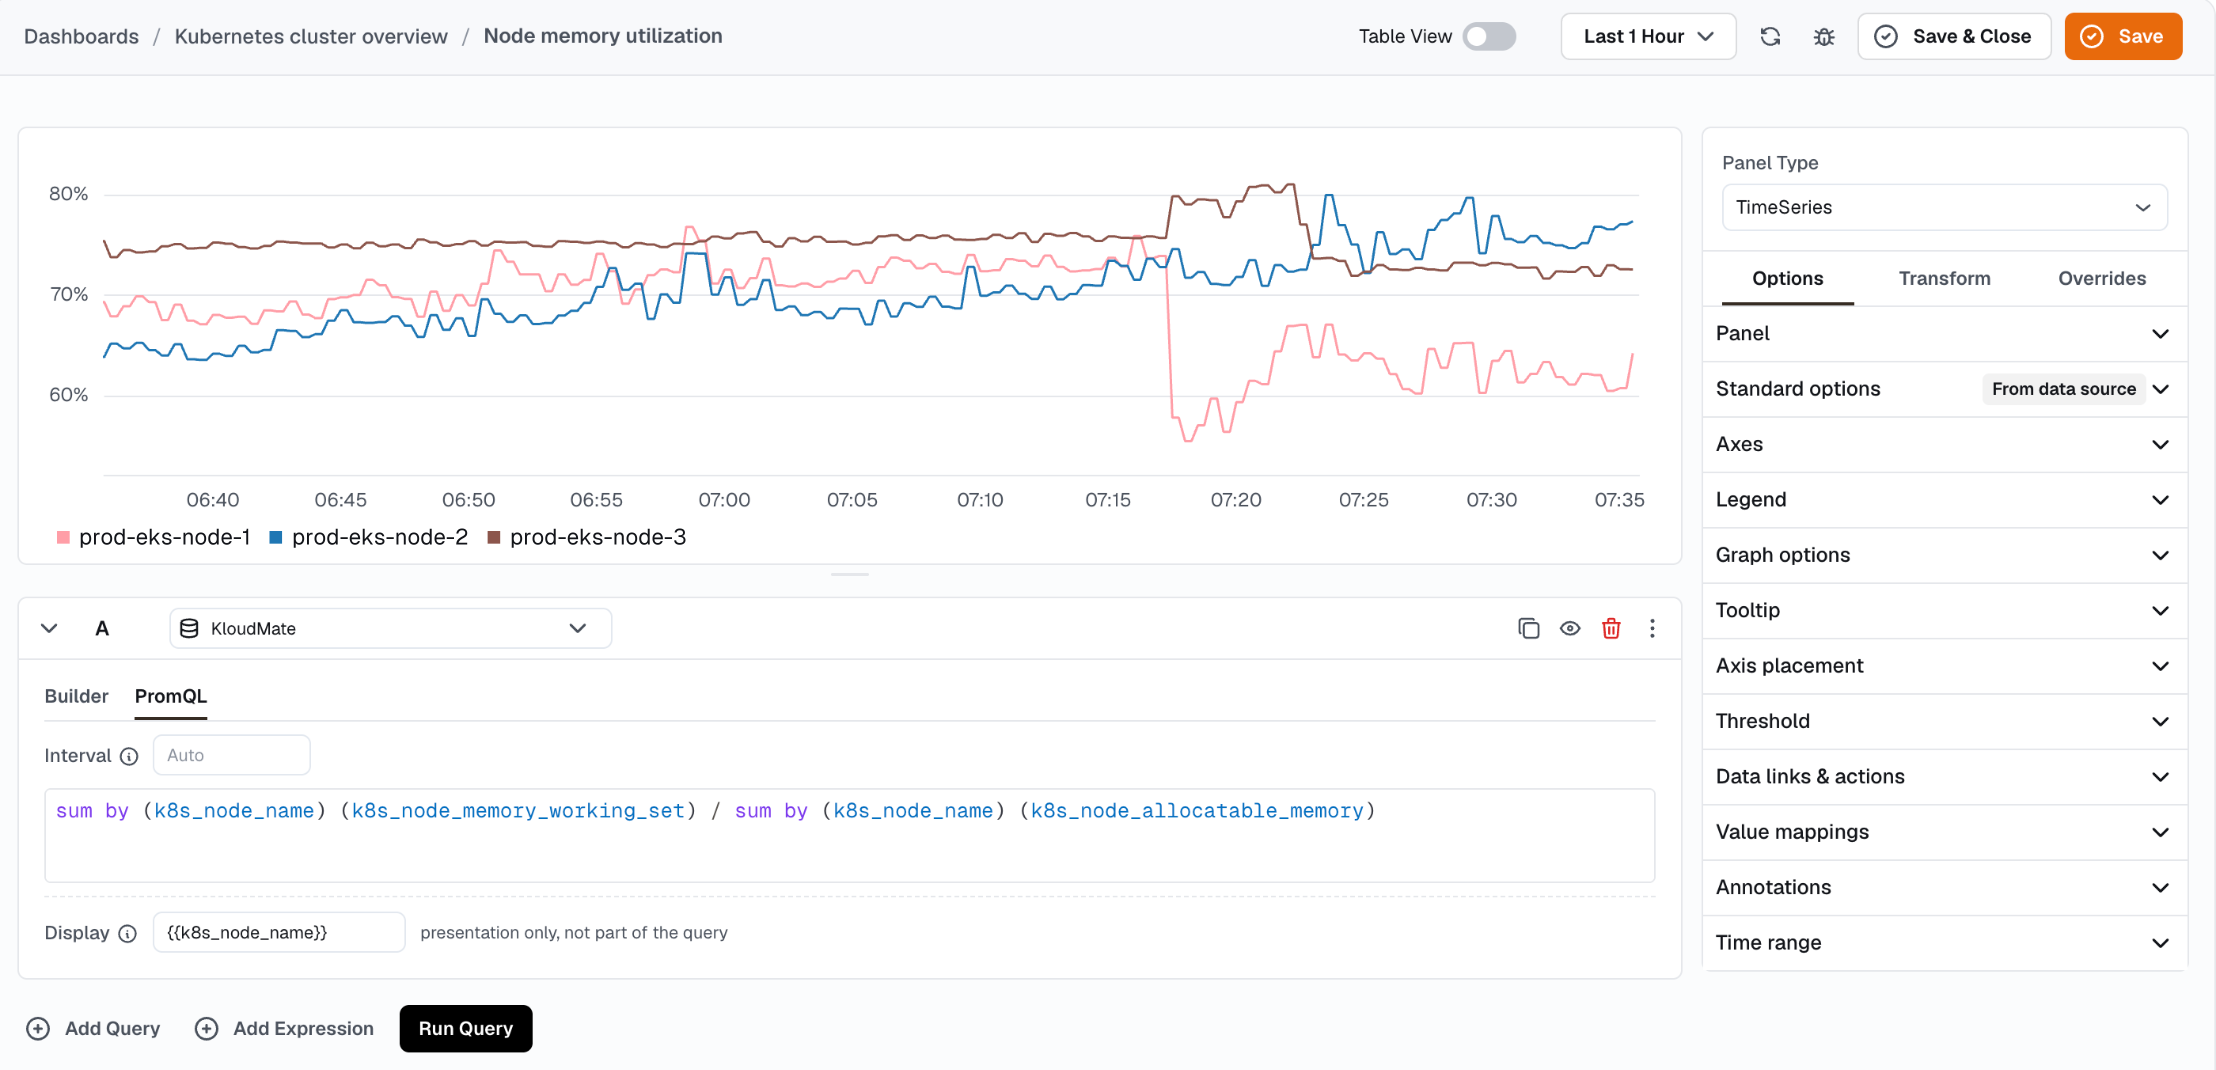 Dashboards / Kubernetes cluster overview / Node memory utilization
Table View
Last 1 Hour
Save & Close
Save
80%
70%
60%
06:40 06:45 06:50 06:55 07:00 07:05 07:10 07:15 07:20 07:25 07:30 07:35
prod-eks-node-1 prod-eks-node-2 prod-eks-node-3
A
KloudMate
Builder PromQL
Interval Auto
sum by (k8s_node_name) (k8s_node_memory_working_set) / sum by (k8s_node_name) (k8s_node_allocatable_memory)
Display {{k8s_node_name}} presentation only, not part of the query
Add Query Add Expression Run Query
Panel Type
TimeSeries
Options Transform Overrides
Panel
Standard options From data source
Axes
Legend
Graph options
Tooltip
Axis placement
Threshold
Data links & actions
Value mappings
Annotations
Time range